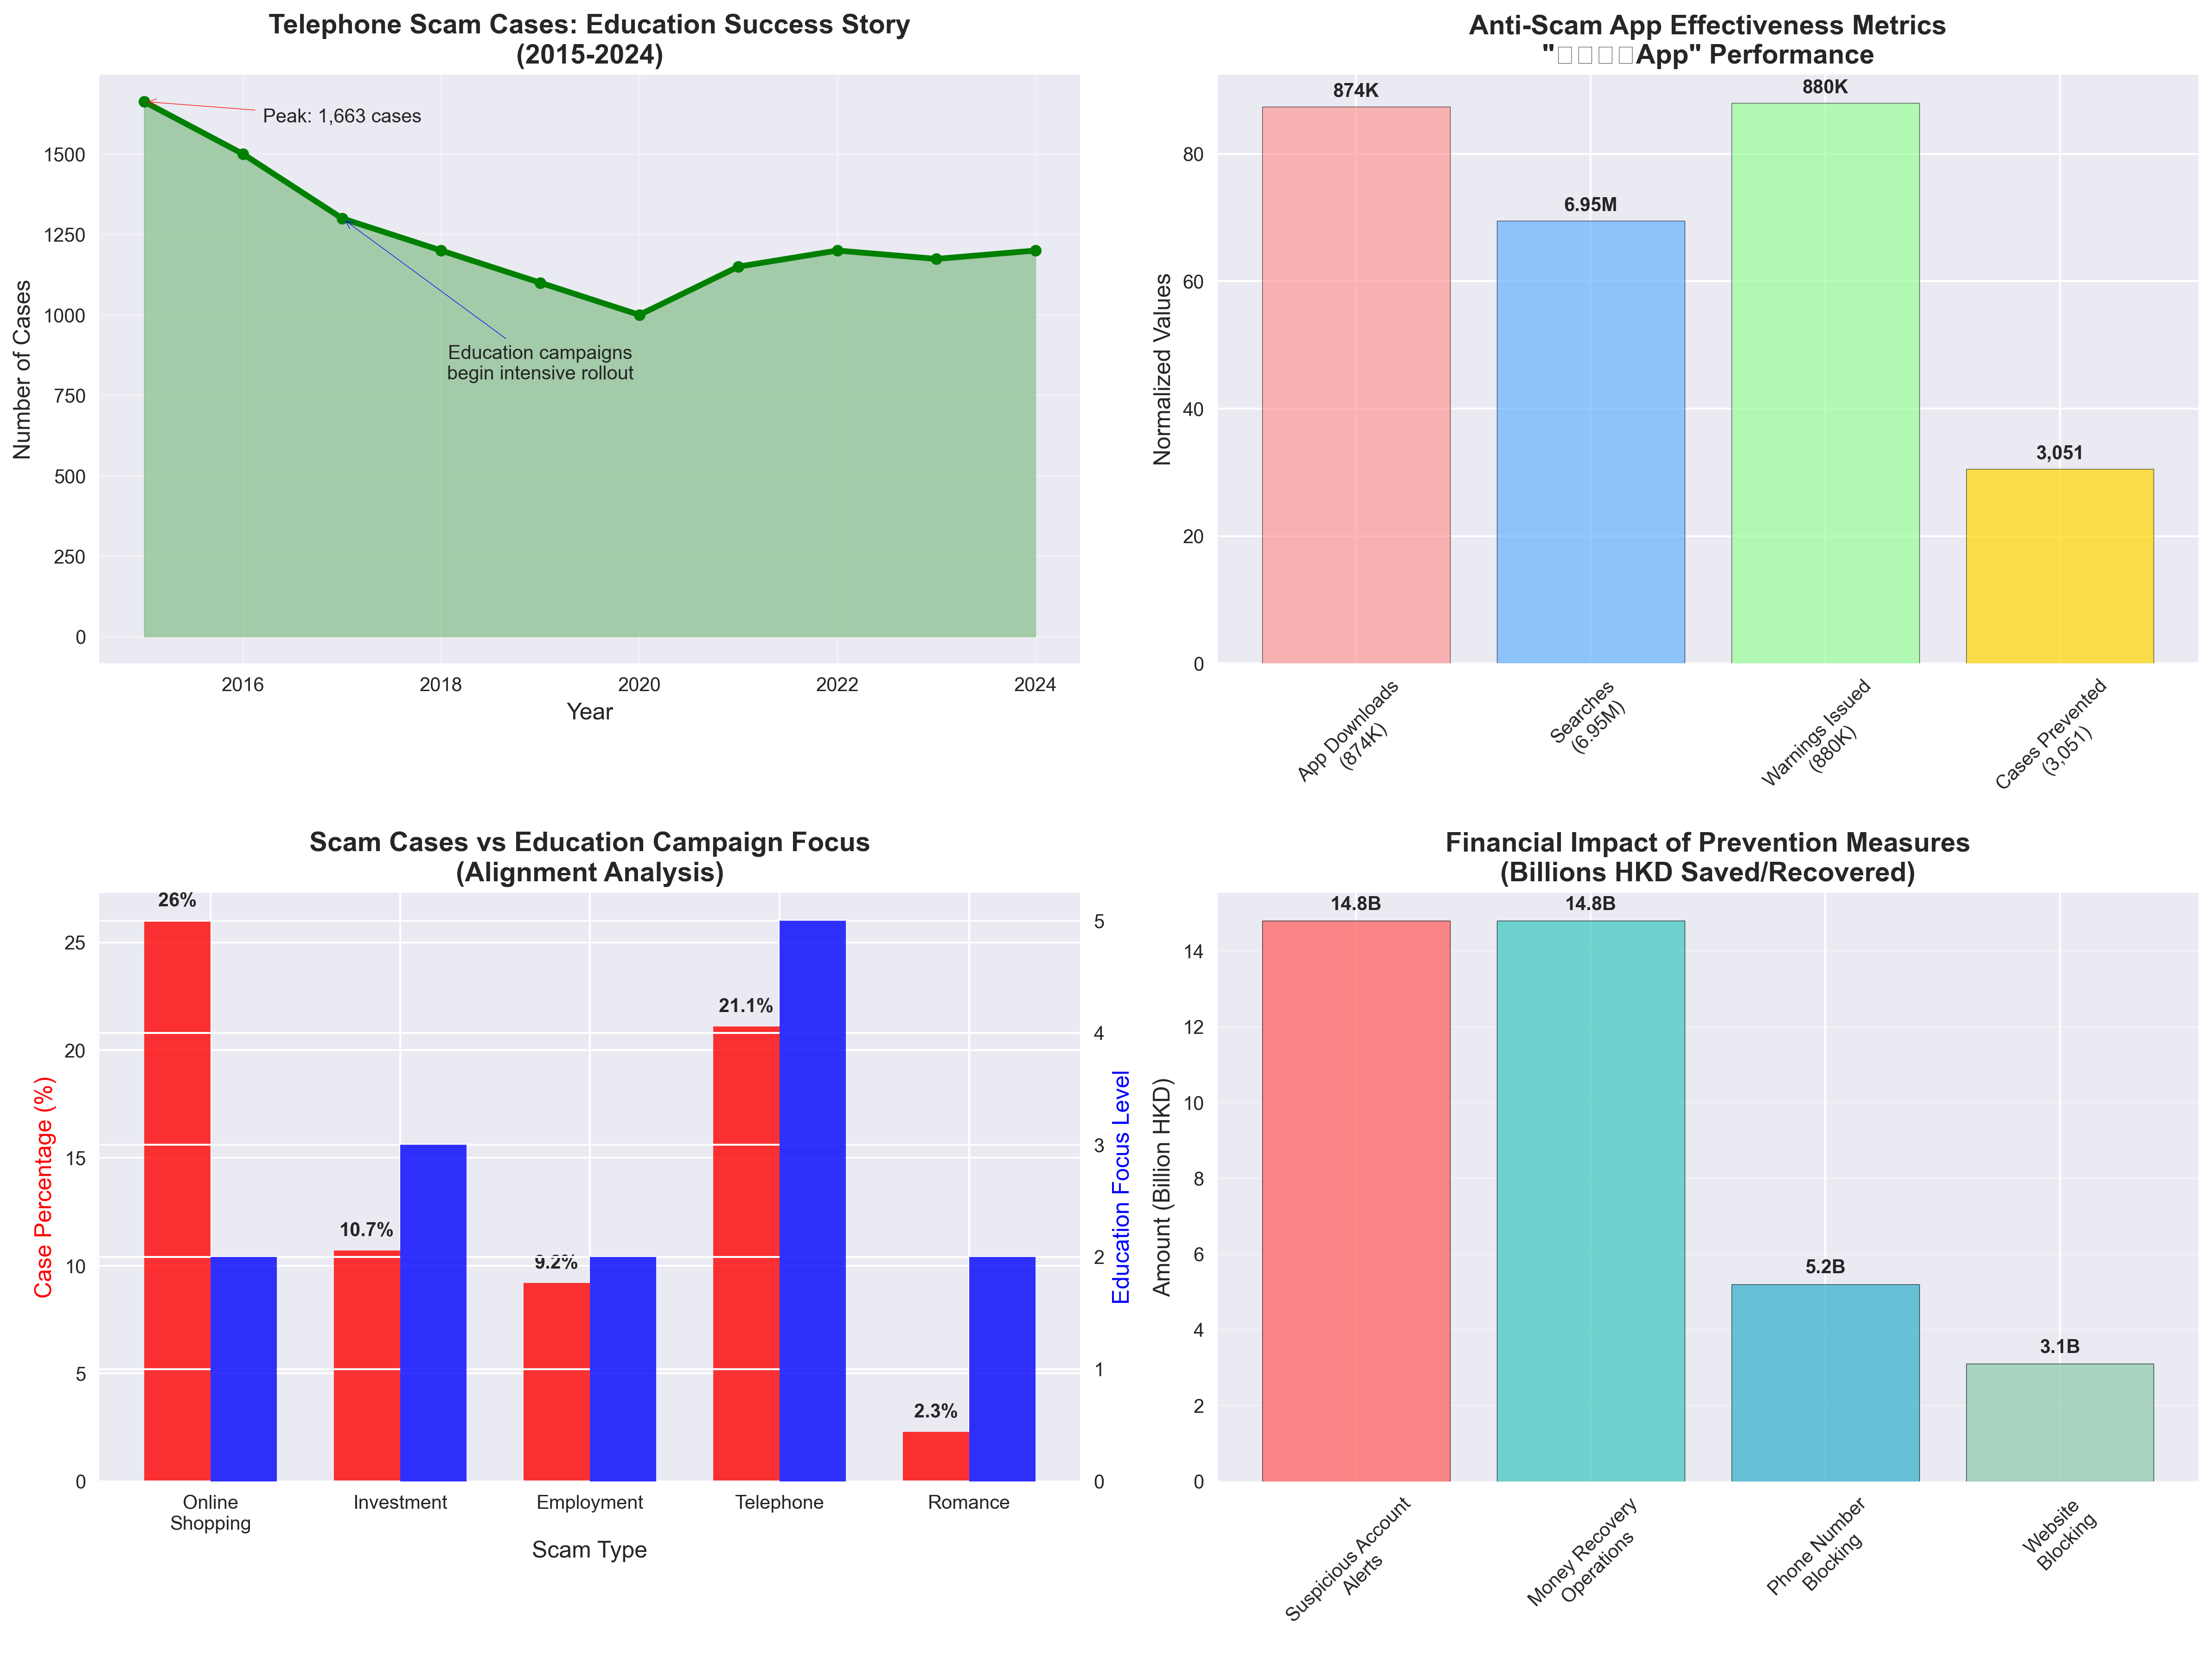 Telephone Scam Cases: Education Success Story
(2015-2024)
Number of Cases
1500
1250
1000
750
500
250
0
Peak: 1,663 cases
Education campaigns
begin intensive rollout
2016
2018
2020
2022
2024
Year
Anti-Scam App Effectiveness Metrics
"□□□□App" Performance
Normalized Values
80
60
40
20
0
874K
6.95M
880K
3,051
App Downloads
(874K)
Searches
(6.95M)
Warnings Issued
(880K)
Cases Prevented
(3,051)
Scam Cases vs Education Campaign Focus
(Alignment Analysis)
Case Percentage (%)
25
20
15
10
5
0
26%
10.7%
9.2%
21.1%
2.3%
5
4
3
2
1
0
Education Focus Level
Online
Shopping
Investment
Employment
Telephone
Romance
Scam Type
Financial Impact of Prevention Measures
(Billions HKD Saved/Recovered)
Amount (Billion HKD)
14
12
10
8
6
4
2
0
14.8B
14.8B
5.2B
3.1B
Suspicious Account
Alerts
Money Recovery
Operations
Phone Number
Blocking
Website
Blocking